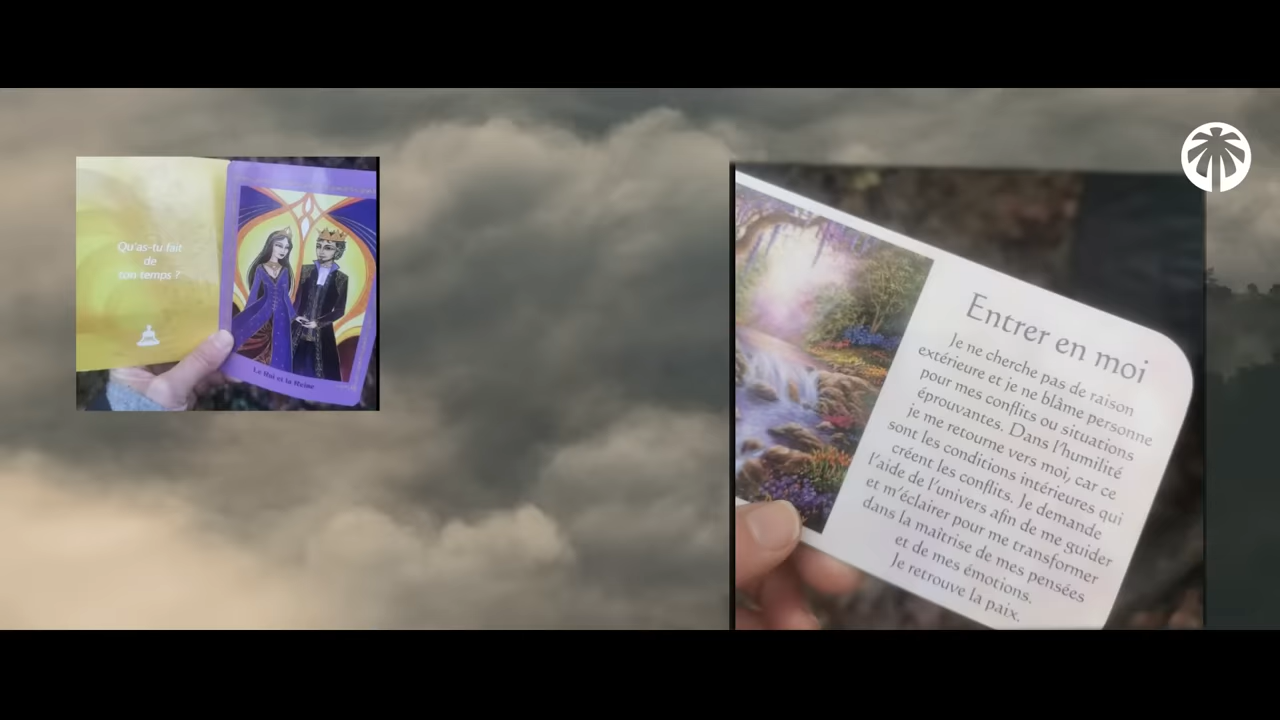 Qu'as-tu fait
de
ton temps ?
Le Roi et la Reine
Entrer en moi
Je ne cherche pas de raison
extérieure et je ne blâme personne
pour mes conflits ou situations
éprouvantes. Dans l'humilité
je me retourne vers moi, car ce
sont les conditions intérieures qui
créent les conflits. Je demande
l'aide de l'univers afin de me guider
et m'éclairer pour me transformer
dans la maîtrise de mes pensées
et de mes émotions.
Je retrouve la paix.